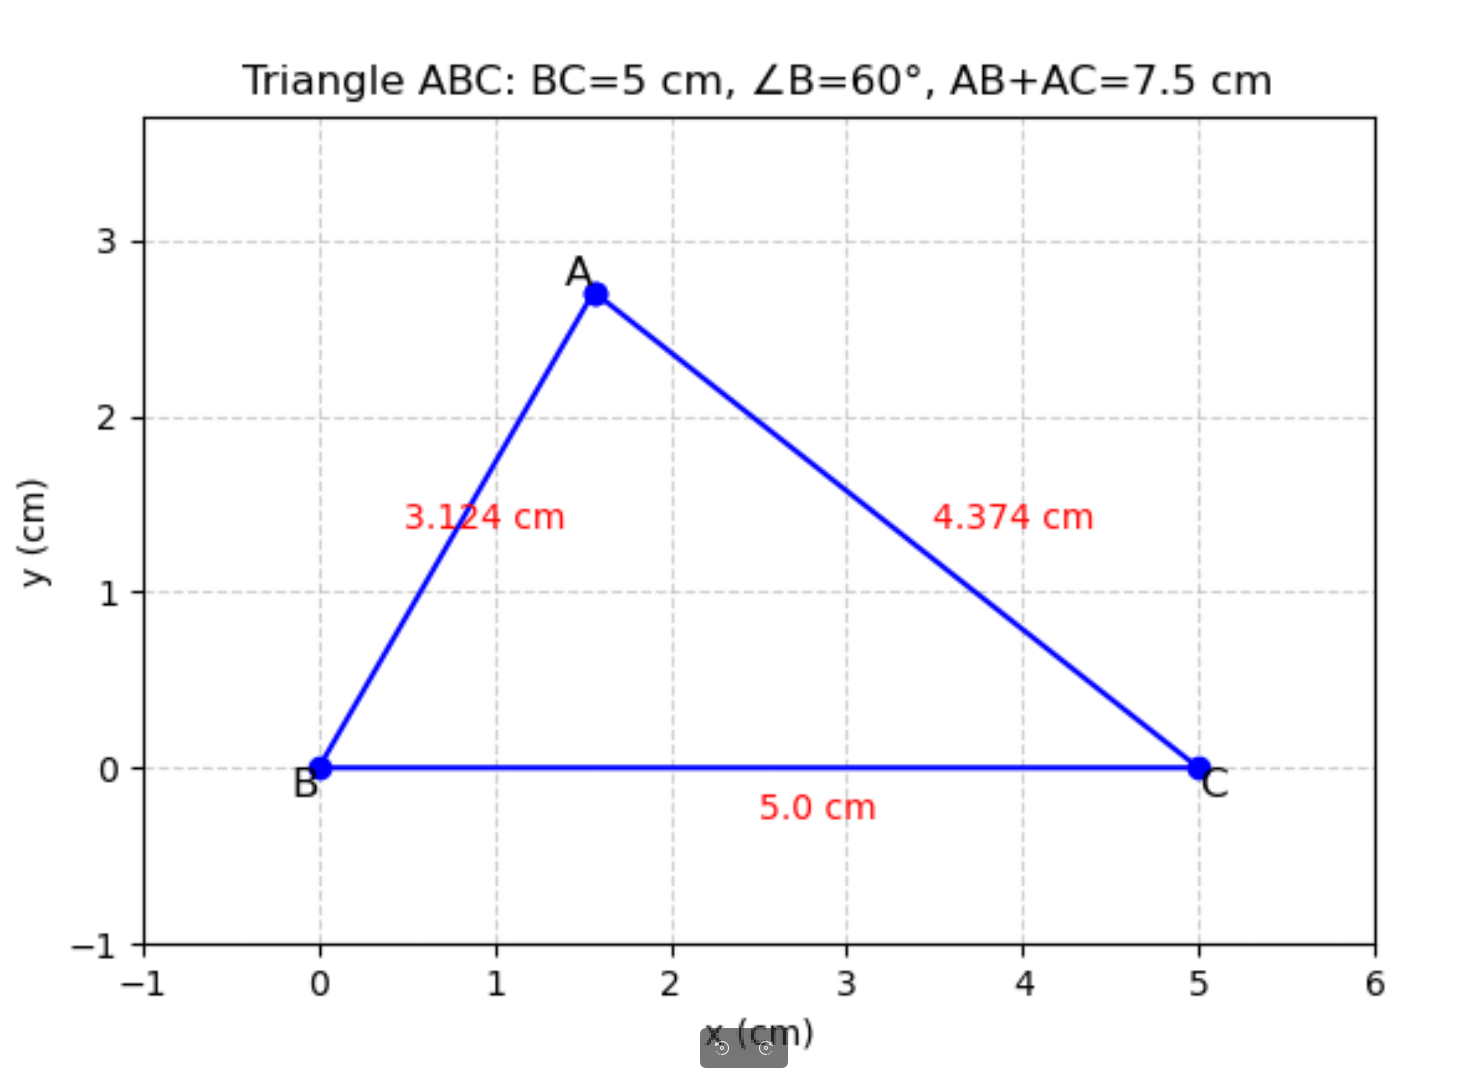 Triangle ABC: BC=5 cm, ∠B=60°, AB+AC=7.5 cm
3
A
2
3.124 cm
4.374 cm
y (cm)
1
0
B
C
5.0 cm
−1
−1 0 1 2 3 4 5 6
x (cm)